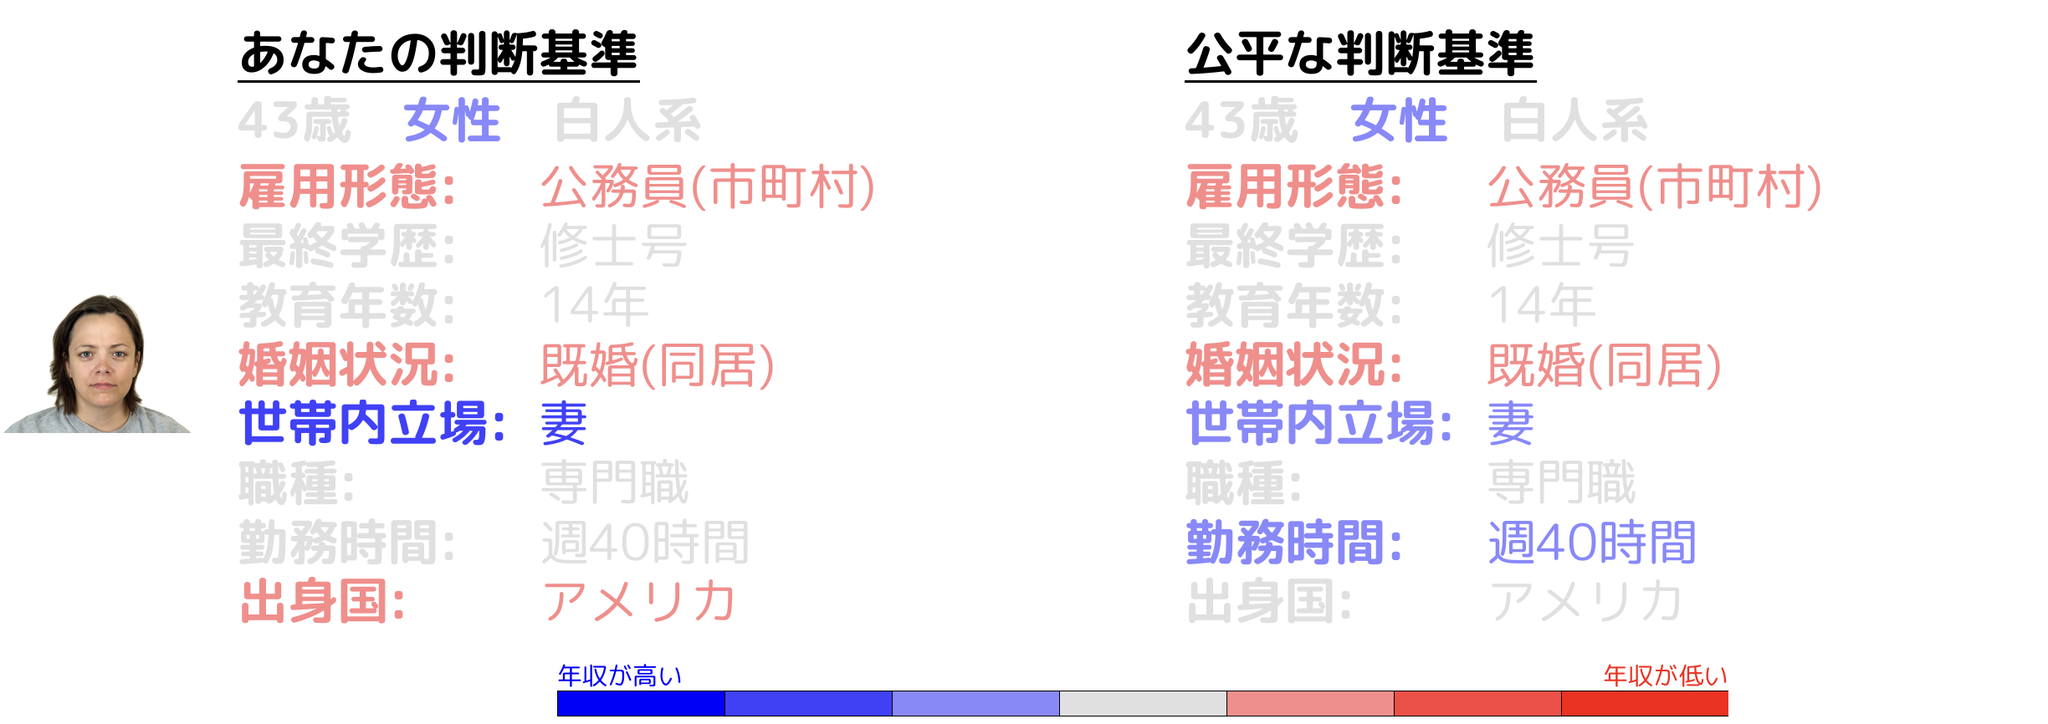 あなたの判断基準
43歳 女性 白人系
雇用形態: 公務員(市町村)
最終学歴: 修士号
教育年数: 14年
婚姻状況: 既婚(同居)
世帯内立場: 妻
職種: 専門職
勤務時間: 週40時間
出身国: アメリカ
公平な判断基準
43歳 女性 白人系
雇用形態: 公務員(市町村)
最終学歴: 修士号
教育年数: 14年
婚姻状況: 既婚(同居)
世帯内立場: 妻
職種: 専門職
勤務時間: 週40時間
出身国: アメリカ
年収が高い
年収が低い